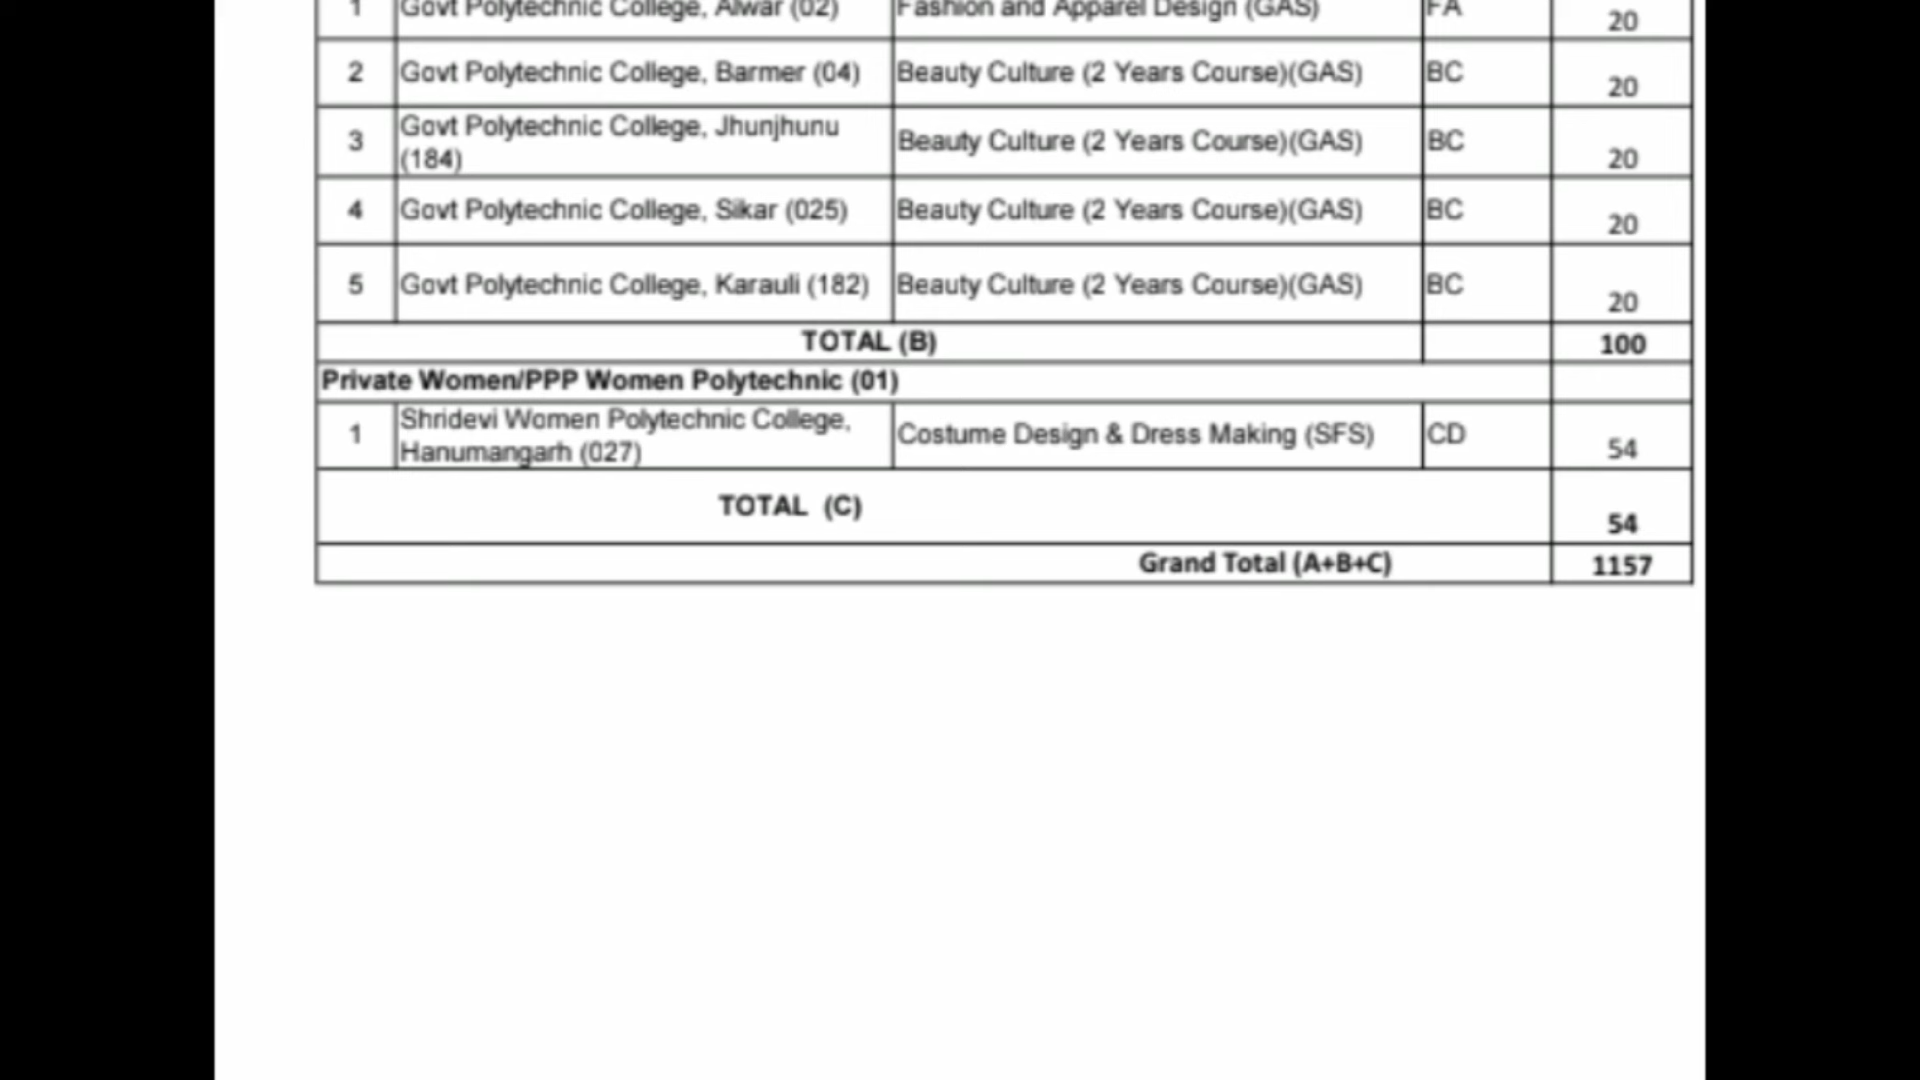 1 Govt Polytechnic College, Alwar (02) Fashion and Apparel Design (GAS) FA 20
2 Govt Polytechnic College, Barmer (04) Beauty Culture (2 Years Course)(GAS) BC 20
3 Govt Polytechnic College, Jhunjhunu (184) Beauty Culture (2 Years Course)(GAS) BC 20
4 Govt Polytechnic College, Sikar (025) Beauty Culture (2 Years Course)(GAS) BC 20
5 Govt Polytechnic College, Karauli (182) Beauty Culture (2 Years Course)(GAS) BC 20
TOTAL (B) 100
Private Women/PPP Women Polytechnic (01)
1 Shridevi Women Polytechnic College, Hanumangarh (027) Costume Design & Dress Making (SFS) CD 54
TOTAL (C) 54
Grand Total (A+B+C) 1157